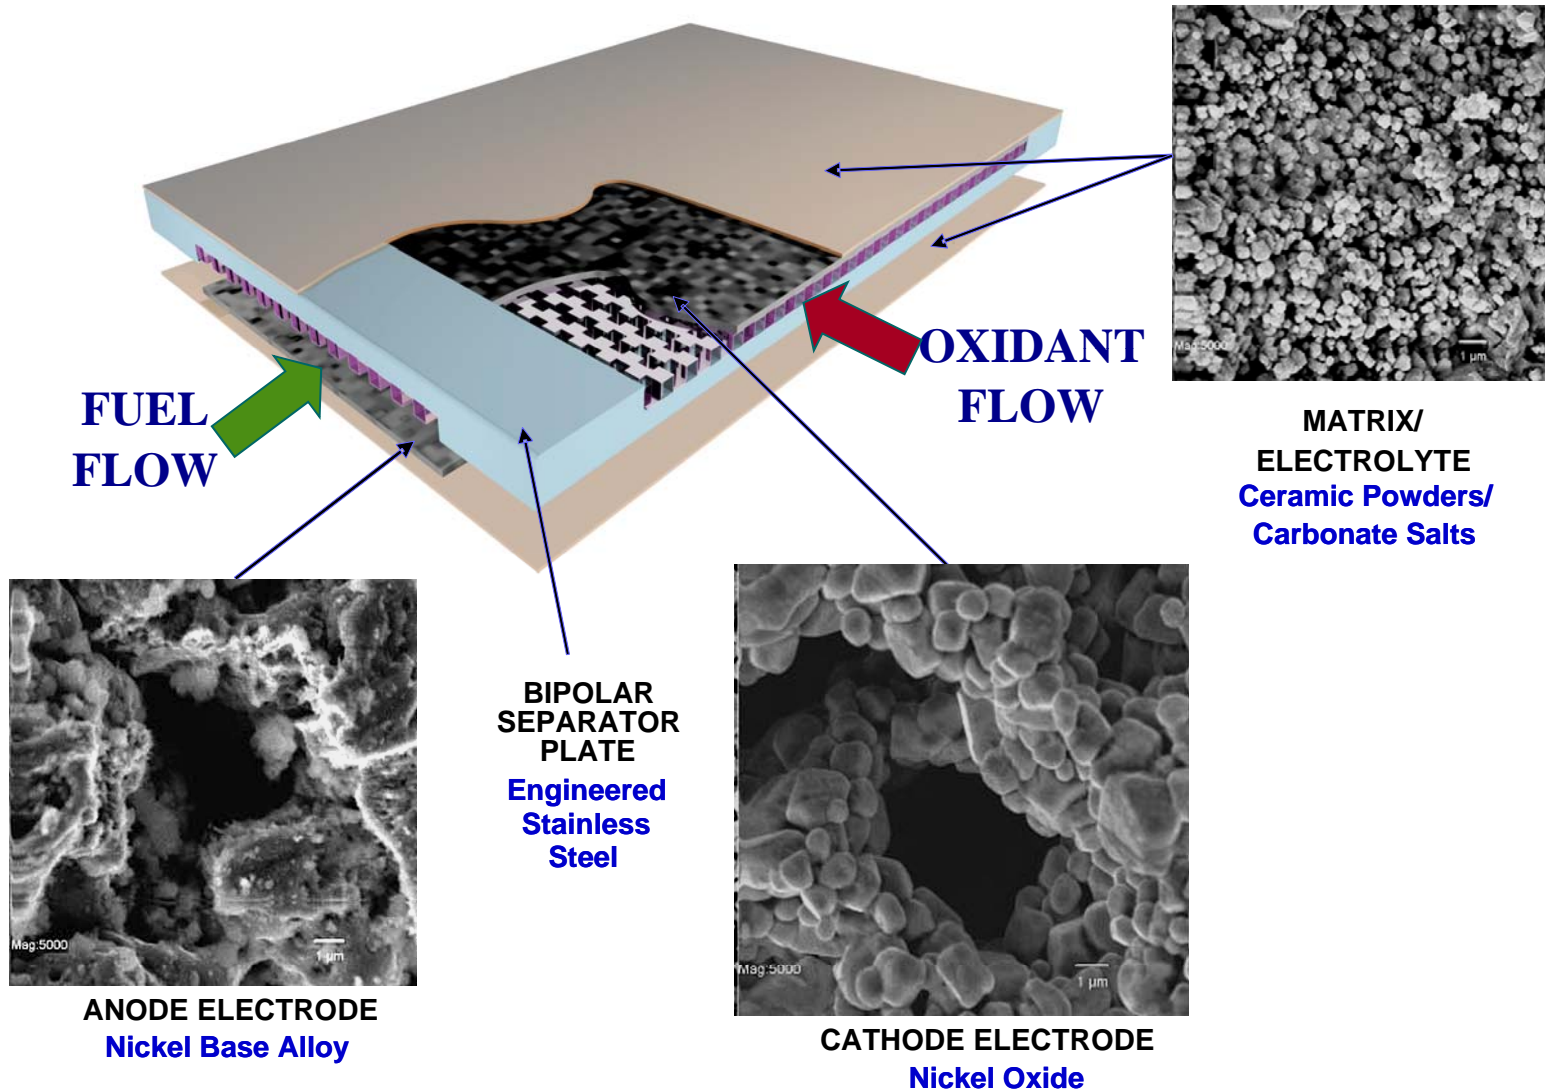 FUEL
FLOW
OXIDANT
FLOW
Mag:5000
1 µm
MATRIX/
ELECTROLYTE
Ceramic Powders/
Carbonate Salts
Mag:5000
1 µm
ANODE ELECTRODE
Nickel Base Alloy
BIPOLAR
SEPARATOR
PLATE
Engineered
Stainless
Steel
Mag:5000
1 µm
CATHODE ELECTRODE
Nickel Oxide